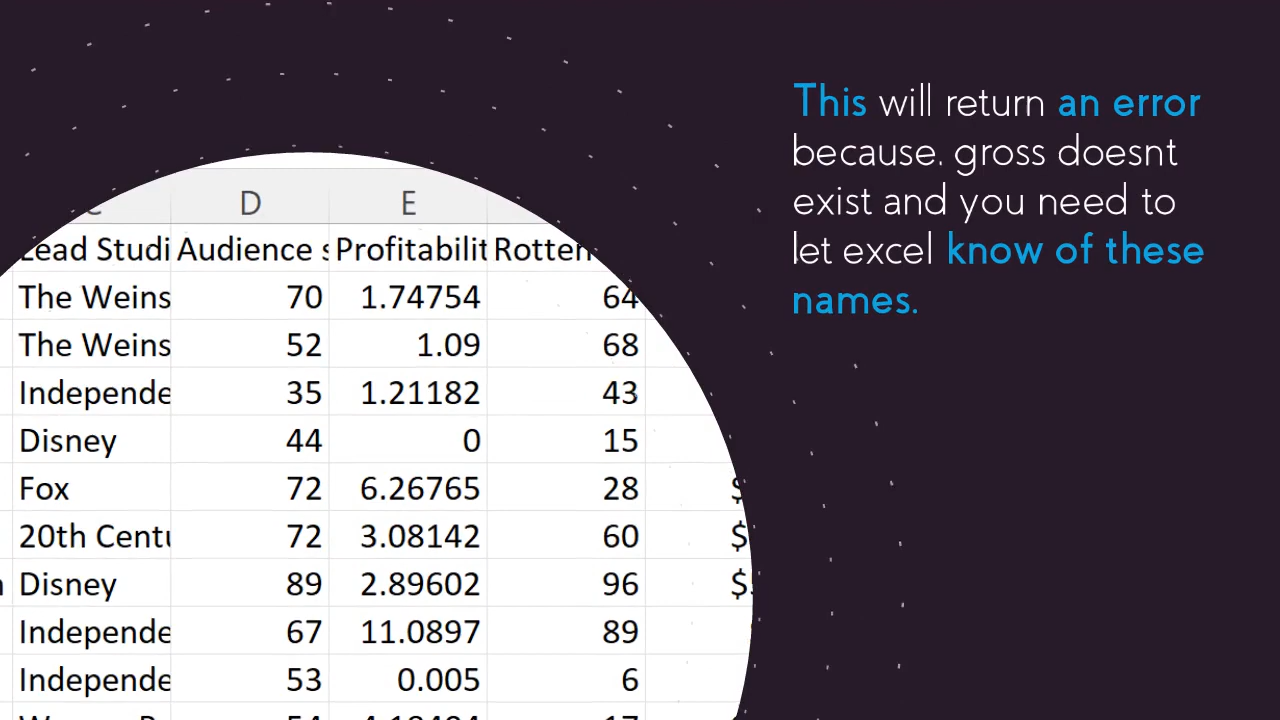 This will return an error
because. gross doesnt
exist and you need to
let excel know of these
names.
D E
Lead Studi Audience s Profitabilit Rotten
The Weins 70 1.74754 64
The Weins 52 1.09 68
Independe 35 1.21182 43
Disney 44 0 15
Fox 72 6.26765 28 $
20th Centu 72 3.08142 60 $
Disney 89 2.89602 96 $
Independe 67 11.0897 89
Independe 53 0.005 6